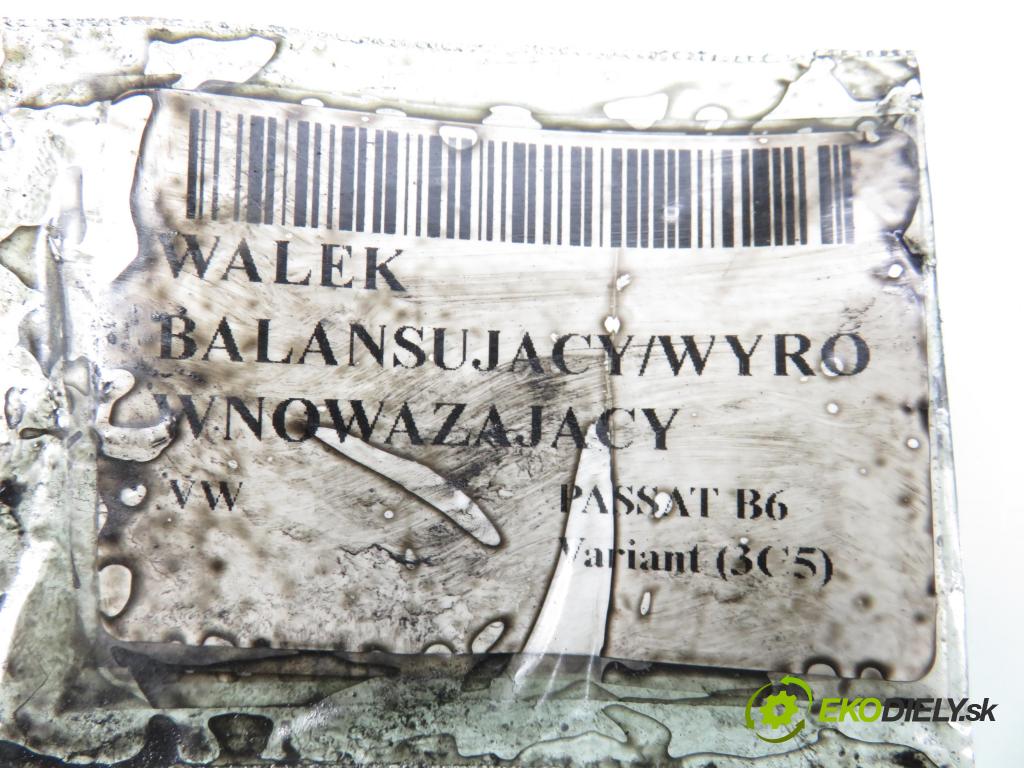 WALEK
BALANSUJACY/WYRO
WNOWAZAJACY
VW PASSAT B6
Variant (3C5)
EKODIELY.sk